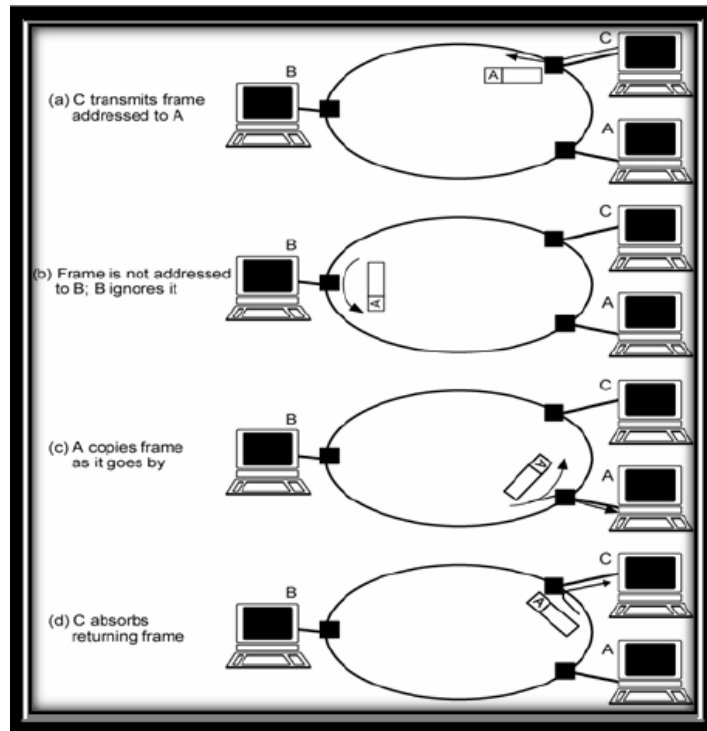 C
A
B
(a) C transmits frame
addressed to A
A
C
B
(b) Frame is not addressed
to B; B ignores it
A
A
C
B
A
(c) A copies frame
as it goes by
A
C
B
A
(d) C absorbs
returning frame
A